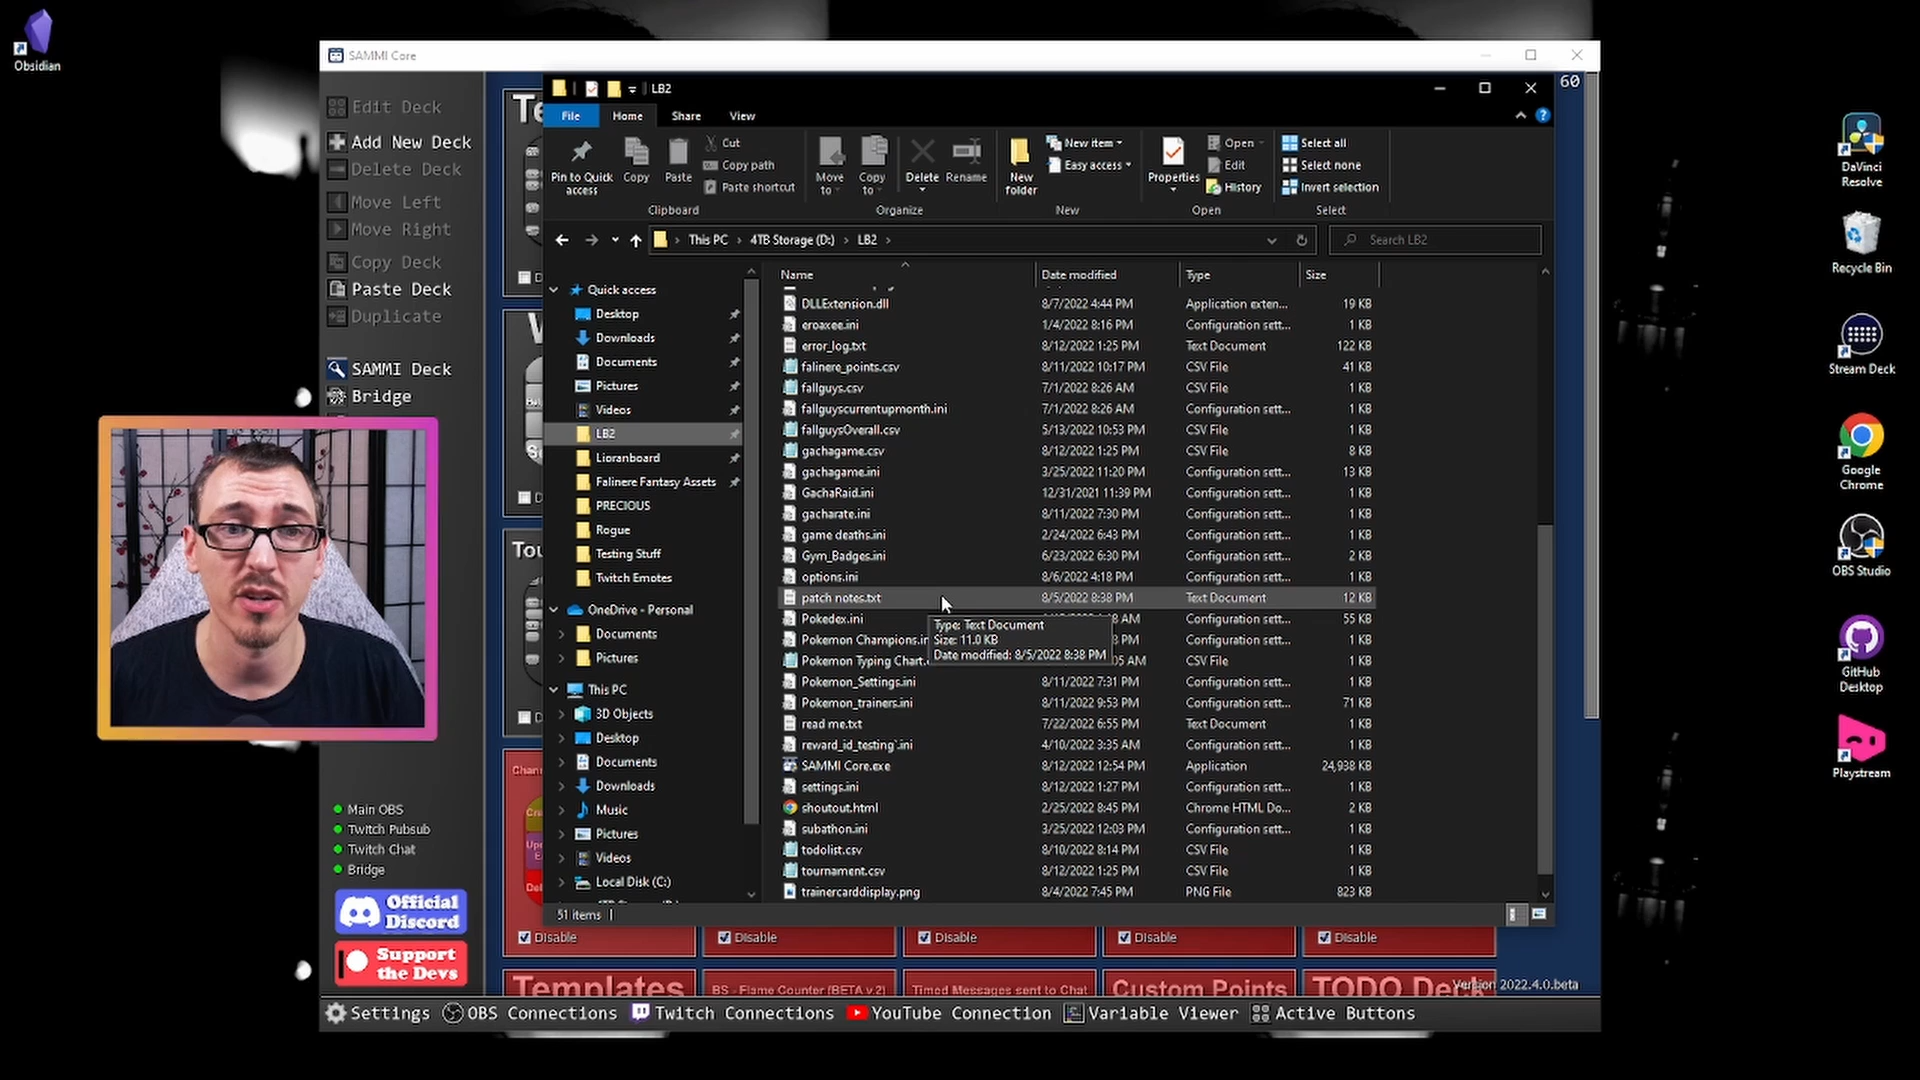 Obsidian
SAMMI Core
60
Edit Deck
Add New Deck
Delete Deck
Move Left
Move Right
Copy Deck
Paste Deck
Duplicate
SAMMI Deck
Bridge
Main OBS
Twitch Pubsub
Twitch Chat
Bridge
Official
Discord
Support
the Devs
LB2
File Home Share View
Pin to Quick
access
Copy
Paste
Cut
Copy path
Paste shortcut
Clipboard
Move
to
Copy
to
Delete
Rename
Organize
New
folder
New item
Easy access
New
Properties
Open
Edit
History
Open
Select all
Select none
Invert selection
Select
This PC > 4TB Storage (D:) > LB2 >
Search LB2
Quick access
Desktop
Downloads
Documents
Pictures
Videos
LB2
Lioranboard
Falinere Fantasy Assets
PRECIOUS
Rogue
Testing Stuff
Twitch Emotes
OneDrive - Personal
Documents
Pictures
This PC
3D Objects
Desktop
Documents
Downloads
Music
Pictures
Videos
Local Disk (C:)
Name Date modified Type Size
DLLExtension.dll 8/7/2022 4:44 PM Application exten... 19 KB
eroaxee.ini 1/4/2022 8:16 PM Configuration sett... 1 KB
error_log.txt 8/12/2022 1:25 PM Text Document 122 KB
falinere_points.csv 8/11/2022 10:17 PM CSV File 41 KB
fallguys.csv 7/1/2022 8:26 AM CSV File 1 KB
fallguyscurrentupmonth.ini 7/1/2022 8:26 AM Configuration sett... 1 KB
fallguysOverall.csv 5/13/2022 10:53 PM CSV File 1 KB
gachagame.csv 8/12/2022 1:25 PM CSV File 8 KB
gachagame.ini 3/25/2022 11:20 PM Configuration sett... 13 KB
GachaRaid.ini 12/31/2021 11:39 PM Configuration sett... 1 KB
gacharate.ini 8/11/2022 7:30 PM Configuration sett... 1 KB
game deaths.ini 2/24/2022 6:43 PM Configuration sett... 1 KB
Gym_Badges.ini 6/23/2022 6:30 PM Configuration sett... 2 KB
options.ini 8/6/2022 4:18 PM Configuration sett... 1 KB
patch notes.txt 8/5/2022 8:38 PM Text Document 12 KB
Pokedex.ini 8 AM Configuration sett... 55 KB
Pokemon Champions.in 8 PM Configuration sett... 1 KB
Pokemon Typing Chart. 05 AM CSV File 1 KB
Type: Text Document
Size: 11.0 KB
Date modified: 8/5/2022 8:38 PM
Pokemon_Settings.ini 8/11/2022 7:31 PM Configuration sett... 1 KB
Pokemon_trainers.ini 8/11/2022 9:53 PM Configuration sett... 71 KB
read me.txt 7/22/2022 6:55 PM Text Document 1 KB
reward_id_testing`.ini 4/10/2022 3:35 AM Configuration sett... 1 KB
SAMMI Core.exe 8/12/2022 12:54 PM Application 24,938 KB
settings.ini 8/12/2022 1:27 PM Configuration sett... 1 KB
shoutout.html 2/25/2022 8:45 PM Chrome HTML Do... 2 KB
subathon.ini 3/25/2022 12:03 PM Configuration sett... 1 KB
todolist.csv 8/10/2022 8:14 PM CSV File 1 KB
tournament.csv 8/12/2022 1:25 PM CSV File 1 KB
trainercarddisplay.png 8/4/2022 7:45 PM PNG File 823 KB
51 items
Disable Disable Disable Disable Disable
Templates BS - Flame Counter (BETA v.2) Timed Messages sent to Chat Custom Points TODO Deck
Version 2022.4.0.beta
Settings OBS Connections Twitch Connections YouTube Connection Variable Viewer Active Buttons
DaVinci
Resolve
Recycle Bin
Stream Deck
Google
Chrome
OBS Studio
GitHub
Desktop
Playstream